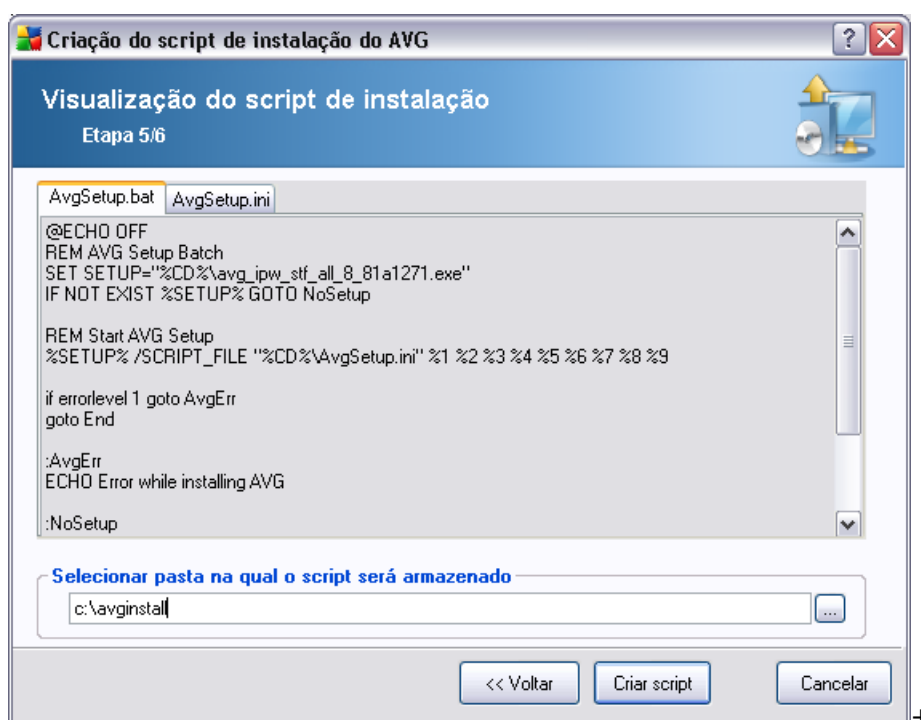 Criação do script de instalação do AVG
Visualização do script de instalação
Etapa 5/6
AvgSetup.bat AvgSetup.ini
@ECHO OFF
REM AVG Setup Batch
SET SETUP="%CD%\avg_ipw_stf_all_8_81a1271.exe"
IF NOT EXIST %SETUP% GOTO NoSetup
REM Start AVG Setup
%SETUP% /SCRIPT_FILE "%CD%\AvgSetup.ini" %1 %2 %3 %4 %5 %6 %7 %8 %9
if errorlevel 1 goto AvgErr
goto End
:AvgErr
ECHO Error while installing AVG
:NoSetup
Selecionar pasta na qual o script será armazenado
c:\avginstall
...
<< Voltar Criar script Cancelar